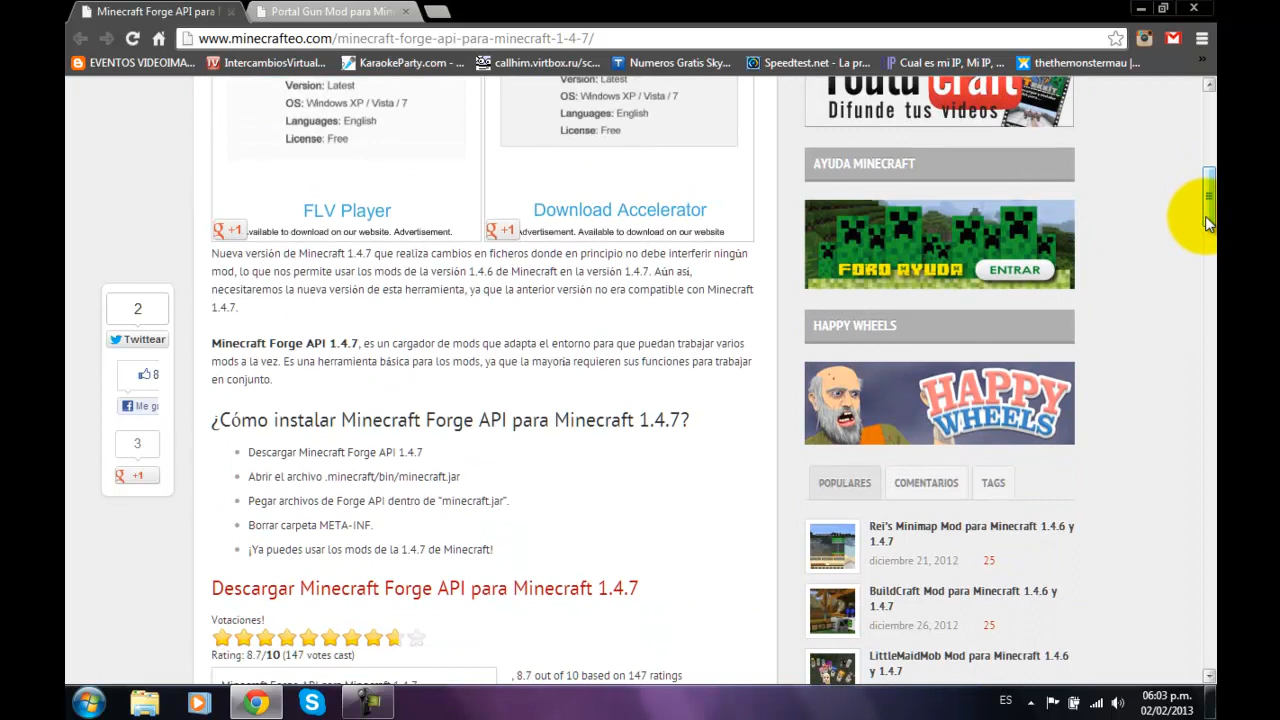 Minecraft Forge API para
Portal Gun Mod para Min
www.minecrafteo.com/minecraft-forge-api-para-minecraft-1-4-7/
EVENTOS VIDEOIMA...
IntercambiosVirtual...
KaraokeParty.com - ...
callhim.virtbox.ru/sc...
Numeros Gratis Sky...
Speedtest.net - La pr...
Cual es mi IP, Mi IP, ...
thethemonstermau |...
»
Version: Latest
OS: Windows XP / Vista / 7
Languages: English
License: Free
FLV Player
+1
vailable to download on our website. Advertisement.
Version: Latest
OS: Windows XP / Vista / 7
Languages: English
License: Free
Download Accelerator
+1
Available to download on our website
Nueva versión de Minecraft 1.4.7 que realiza cambios en ficheros donde en principio no debe interferir ningún
mod, lo que nos permite usar los mods de la versión 1.4.6 de Minecraft en la versión 1.4.7. Aún así,
necesitaremos la nueva versión de esta herramienta, ya que la anterior versión no era compatible con Minecraft
1.4.7.
Minecraft Forge API 1.4.7, es un cargador de mods que adapta el entorno para que puedan trabajar varios
mods a la vez. Es una herramienta básica para los mods, ya que la mayoría requieren sus funciones para trabajar
en conjunto.
¿Cómo instalar Minecraft Forge API para Minecraft 1.4.7?
Descargar Minecraft Forge API 1.4.7
Abrir el archivo .minecraft/bin/minecraft.jar
Pegar archivos de Forge API dentro de "minecraft.jar".
Borrar carpeta META-INF.
¡Ya puedes usar los mods de la 1.4.7 de Minecraft!
Descargar Minecraft Forge API para Minecraft 1.4.7
Votaciones!
Rating: 8.7/10 (147 votes cast)
8.7 out of 10 based on 147 ratings
2
Twittear
8
Me g
3
+1
Difunde tus videos
AYUDA MINECRAFT
FORO AYUDA
ENTRAR
HAPPY WHEELS
HAPPY
WHEELS
POPULARES
COMENTARIOS
TAGS
Rei's Minimap Mod para Minecraft 1.4.6 y
1.4.7
diciembre 21, 2012
25
BuildCraft Mod para Minecraft 1.4.6 y
1.4.7
diciembre 26, 2012
25
LittleMaidMob Mod para Minecraft 1.4.6
y 1.4.7
ES
06:03 p.m.
02/02/2013